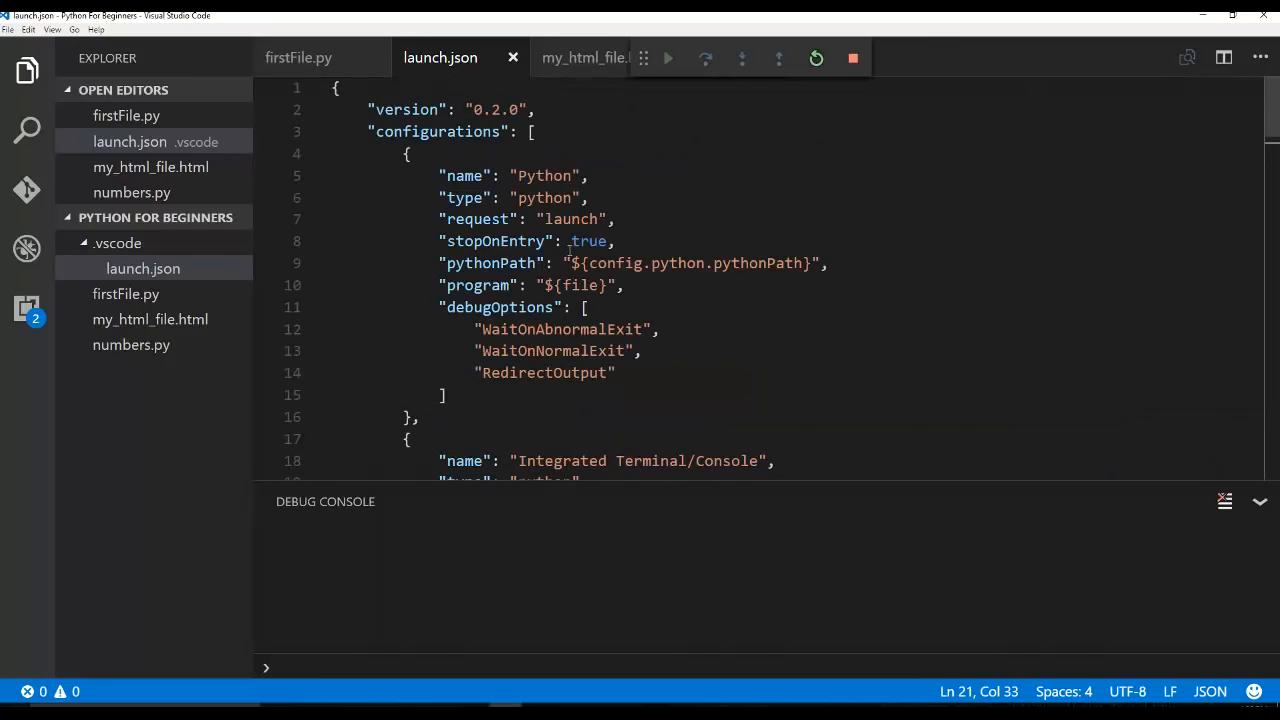 launch.json - Python For Beginners - Visual Studio Code
File Edit View Go Help
EXPLORER
OPEN EDITORS
firstFile.py
launch.json .vscode
my_html_file.html
numbers.py
PYTHON FOR BEGINNERS
.vscode
launch.json
firstFile.py
my_html_file.html
numbers.py
2
firstFile.py launch.json my_html_file.
1 {
2 "version": "0.2.0",
3 "configurations": [
4 {
5 "name": "Python",
6 "type": "python",
7 "request": "launch",
8 "stopOnEntry": true,
9 "pythonPath": "${config.python.pythonPath}",
10 "program": "${file}",
11 "debugOptions": [
12 "WaitOnAbnormalExit",
13 "WaitOnNormalExit",
14 "RedirectOutput"
15 ]
16 },
17 {
18 "name": "Integrated Terminal/Console",
"type": "python"
DEBUG CONSOLE
0 0 Ln 21, Col 33 Spaces: 4 UTF-8 LF JSON